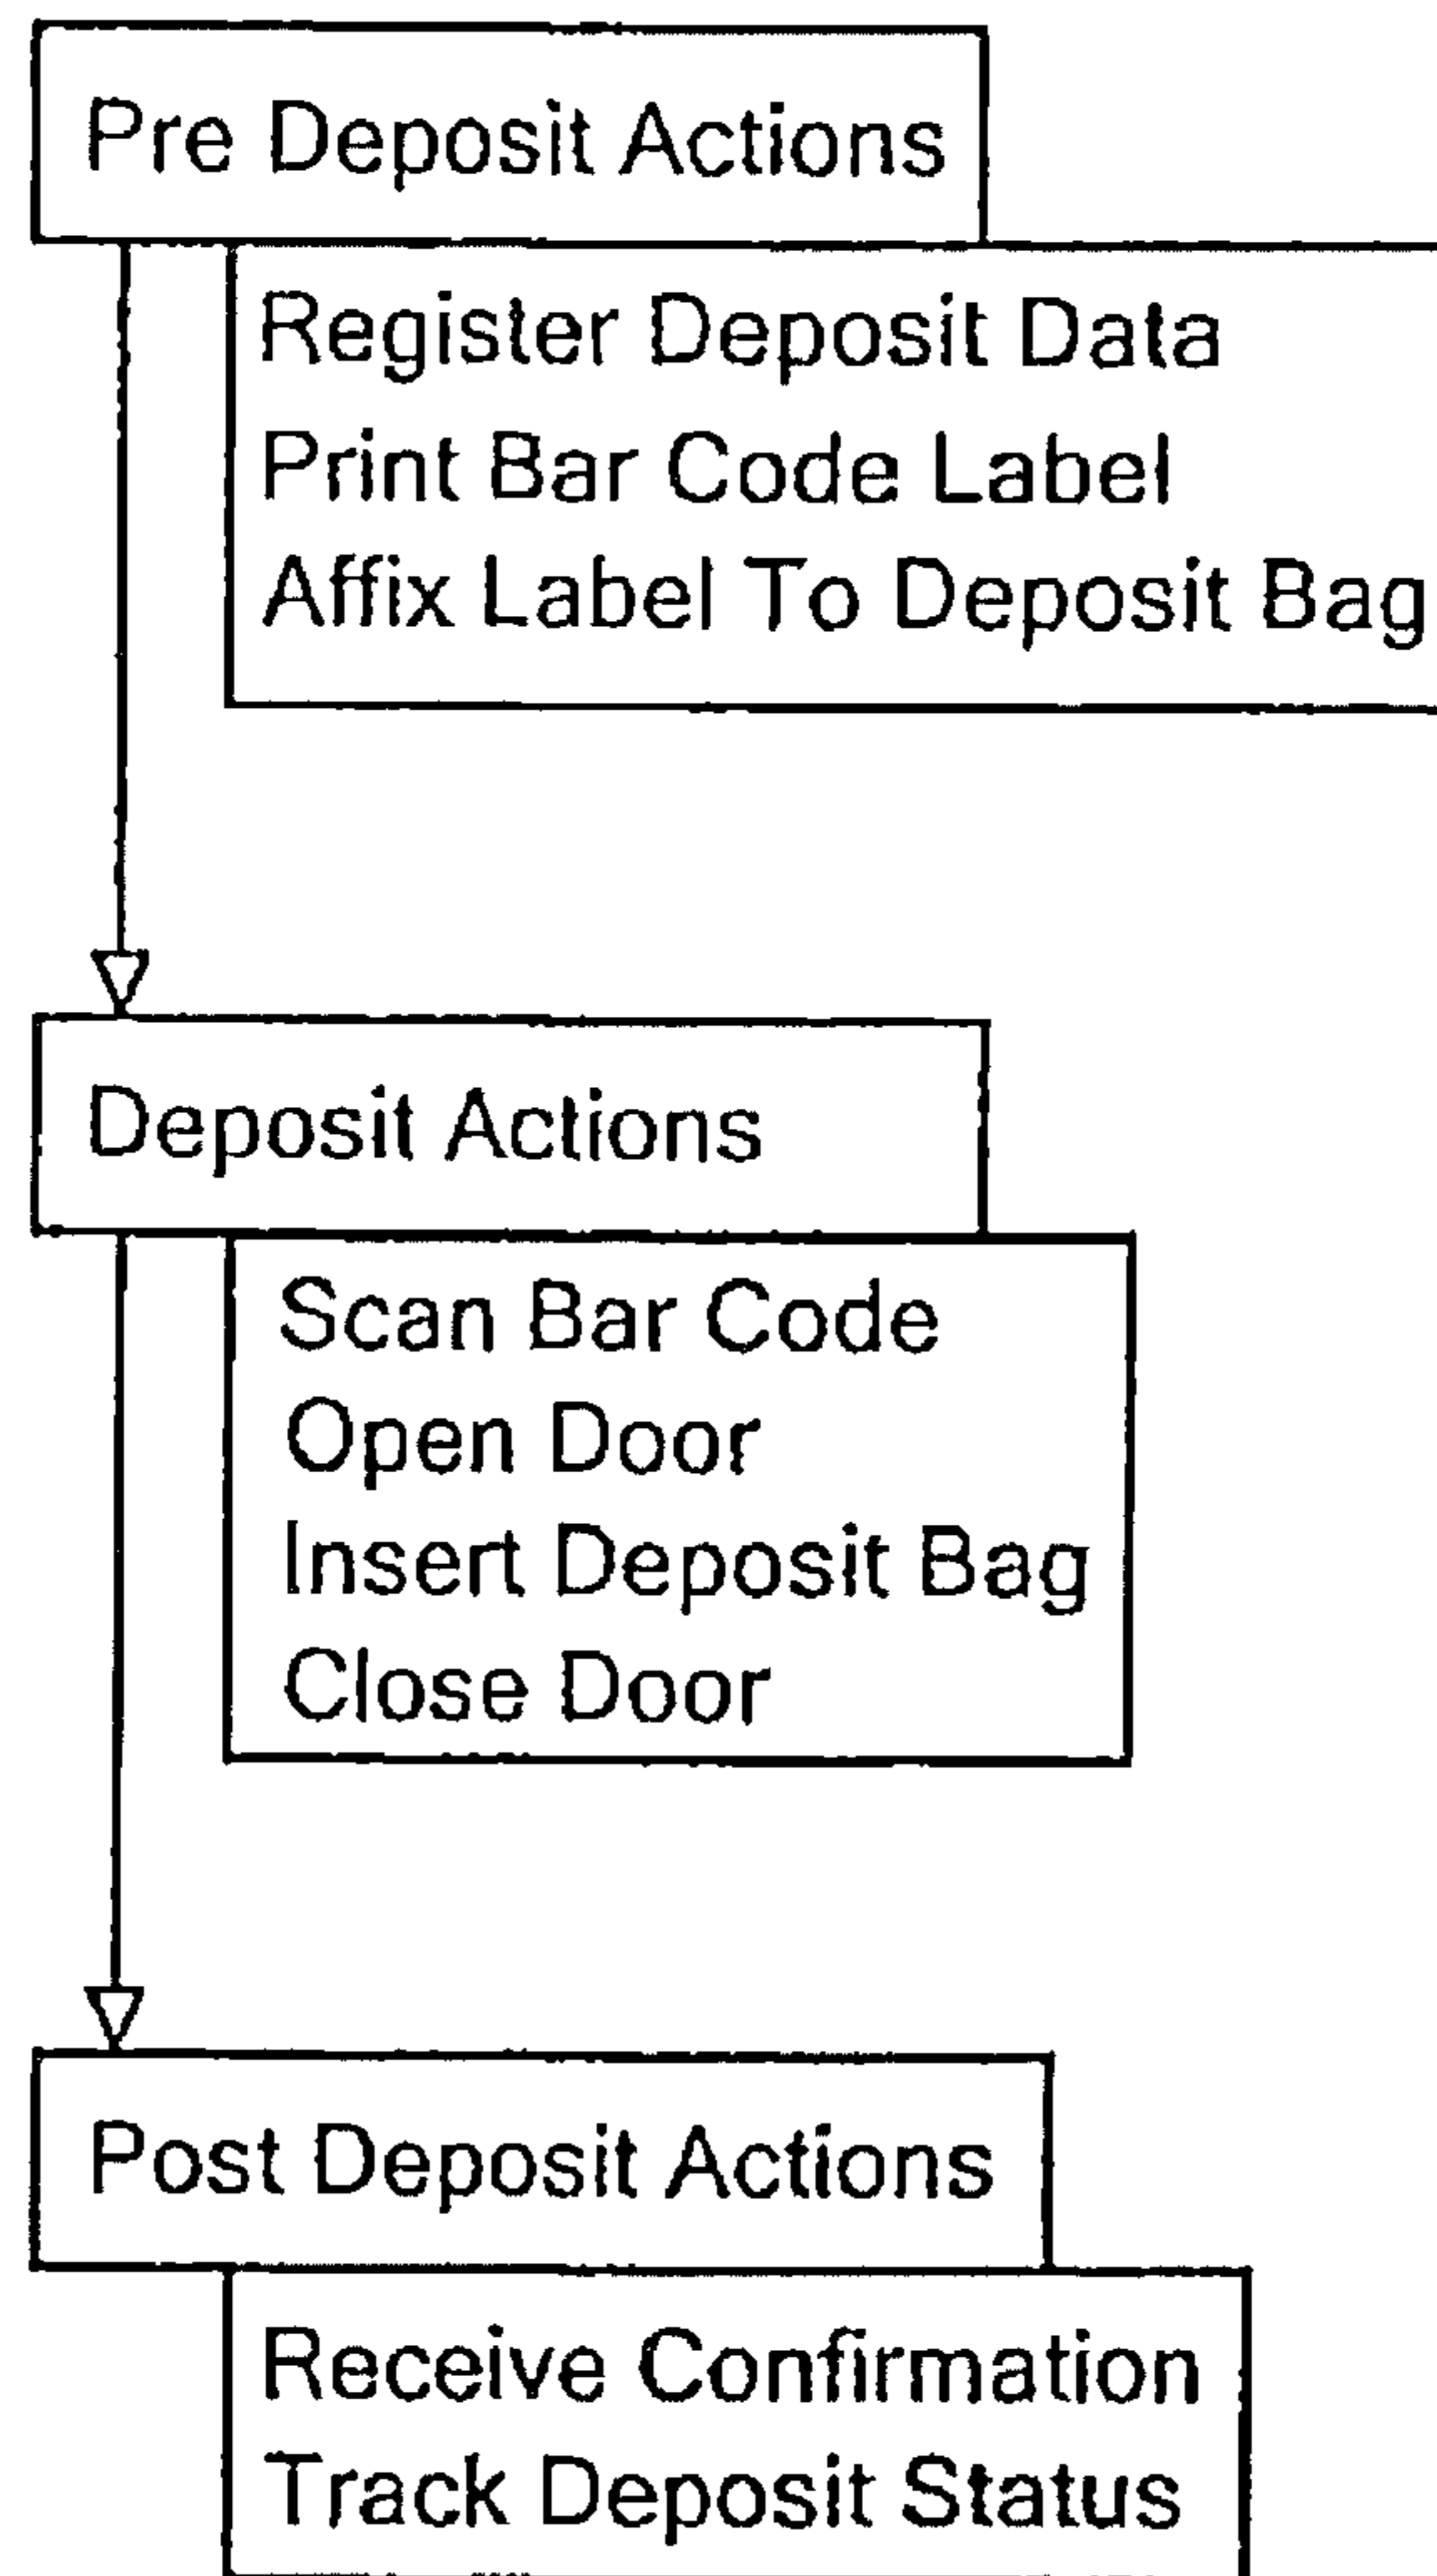 Pre Deposit Actions
Register Deposit Data
Print Bar Code Label
Affix Label To Deposit Bag
Deposit Actions
Scan Bar Code
Open Door
Insert Deposit Bag
Close Door
Post Deposit Actions
Receive Confirmation
Track Deposit Status